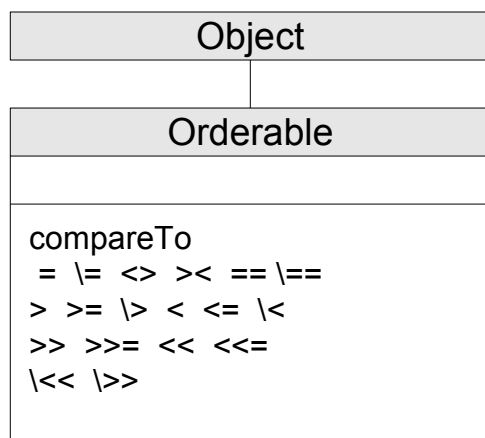 Object
Orderable
compareTo
= \= <> >< == \==
> >= \> < <= \<
>> >>= << <<=
\<< \>>